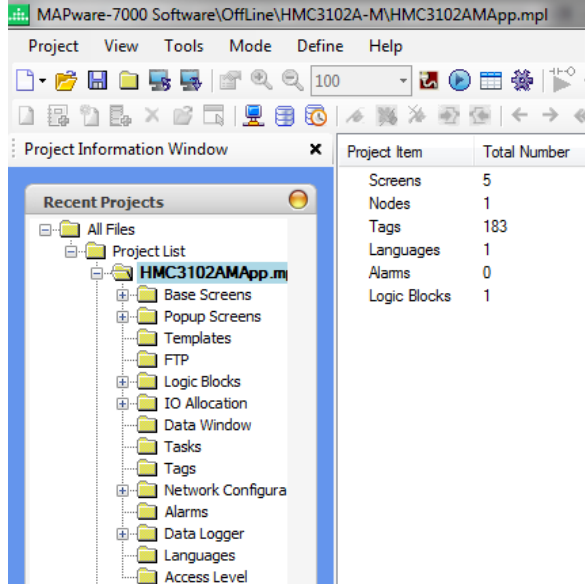 MAPware-7000 Software\OffLine\HMC3102A-M\HMC3102AMApp.mpl
Project View Tools Mode Define Help
100
Project Information Window
Recent Projects
All Files
Project List
HMC3102AMApp.m
Base Screens
Popup Screens
Templates
FTP
Logic Blocks
IO Allocation
Data Window
Tasks
Tags
Network Configura
Alarms
Data Logger
Languages
Access Level
Project Item Total Number
Screens 5
Nodes 1
Tags 183
Languages 1
Alarms 0
Logic Blocks 1